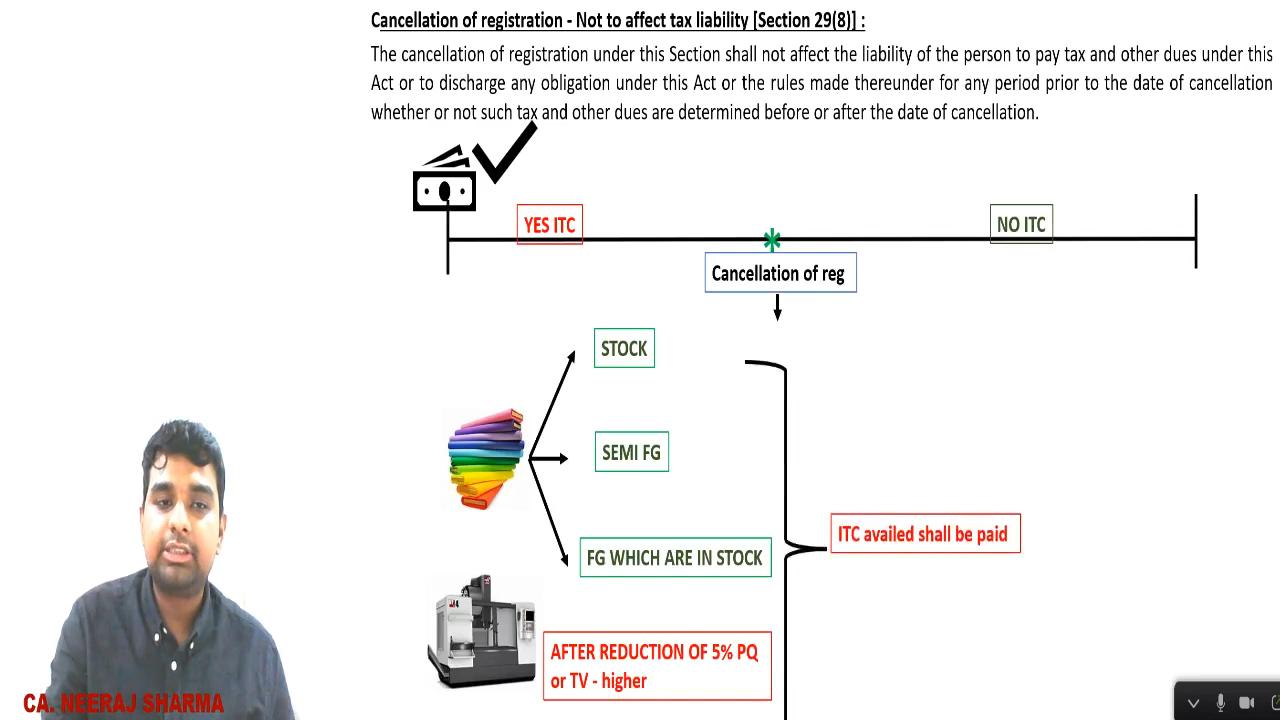 Cancellation of registration - Not to affect tax liability [Section 29(8)] :
The cancellation of registration under this Section shall not affect the liability of the person to pay tax and other dues under this
Act or to discharge any obligation under this Act or the rules made thereunder for any period prior to the date of cancellation
whether or not such tax and other dues are determined before or after the date of cancellation.
YES ITC
NO ITC
Cancellation of reg
STOCK
SEMI FG
ITC availed shall be paid
FG WHICH ARE IN STOCK
AFTER REDUCTION OF 5% PQ
or TV - higher
CA. NEERAJ SHARMA